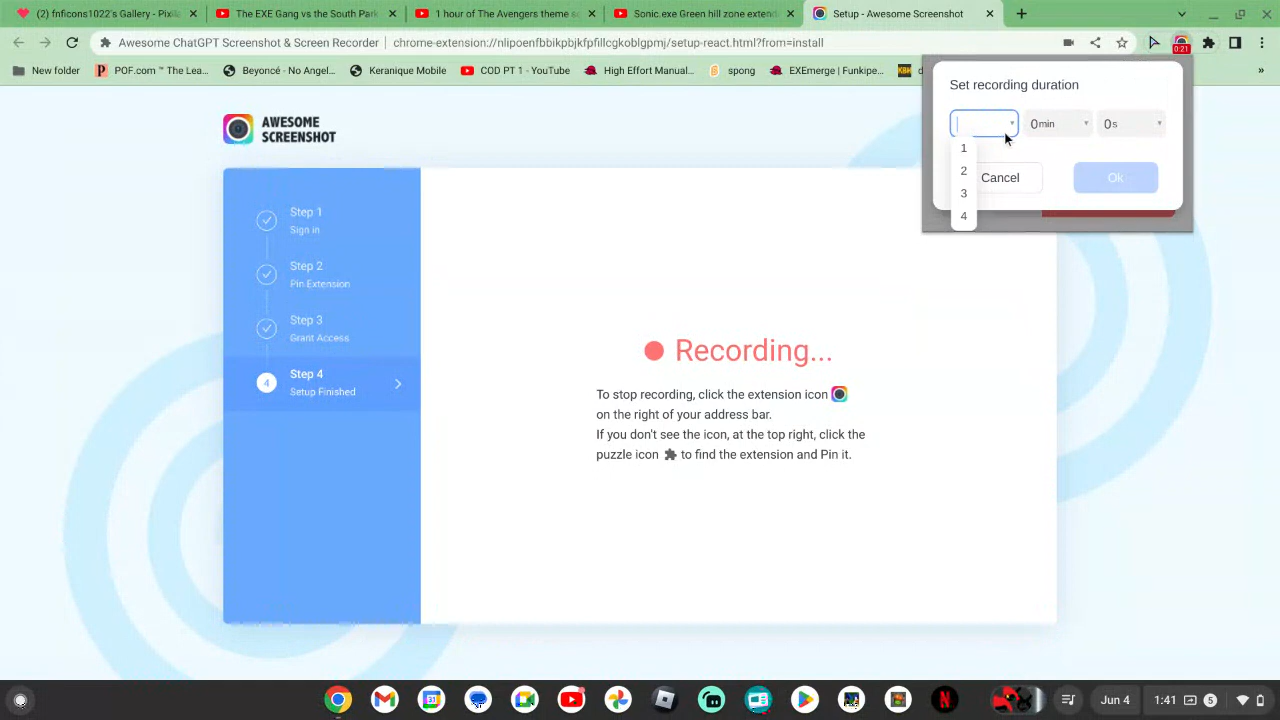 (2) fnficons1022's Gallery - Pixila
The EXE Gang vs the South Park
1 hour of The Avengers theme so
Sonic.exe Green hill zone extend
Setup - Awesome Screenshot
Awesome ChatGPT Screenshot & Screen Recorder
chrome-extension://nlipoenfbbikpbjkfpfillcgkoblgpmj/setup-react.html?from=install
0:21
New folder
POF.com ™ The Lea...
Beyoncé - No Angel...
Keranique Mobile
COD PT 1 - YouTube
High Effort Manual...
spong
EXEmerge: | Funkipe...
»
Set recording duration
0min
0s
1
2
3
4
Cancel
Ok
AWESOME
SCREENSHOT
Step 1
Sign in
Step 2
Pin Extension
Step 3
Grant Access
4
Step 4
Setup Finished
Recording...
To stop recording, click the extension icon
on the right of your address bar.
If you don't see the icon, at the top right, click the
puzzle icon to find the extension and Pin it.
Jun 4
1:41
5